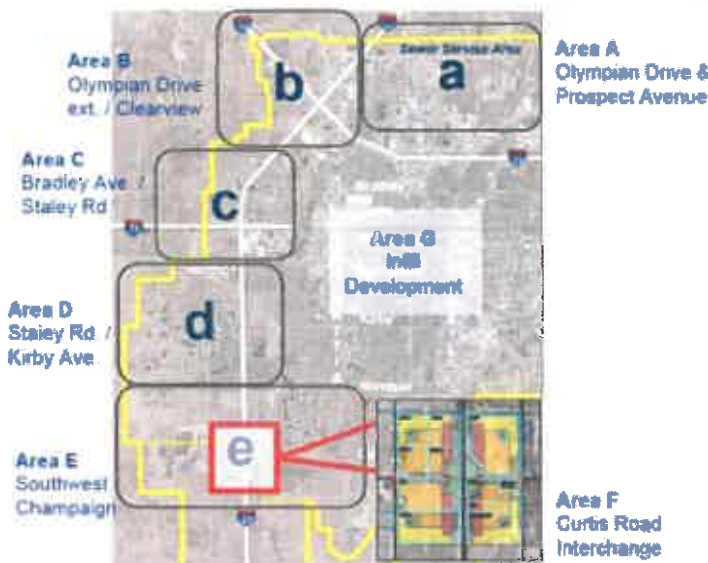 Area B
Olympian Drive
ext. / Clearview
Sewer Service Area
b
a
Area A
Olympian Drive &
Prospect Avenue
Area C
Bradley Ave /
Staley Rd
c
Area G
Infill
Development
Area D
Staley Rd /
Kirby Ave
d
Area E
Southwest
Champaign
e
Area F
Curtis Road
Interchange